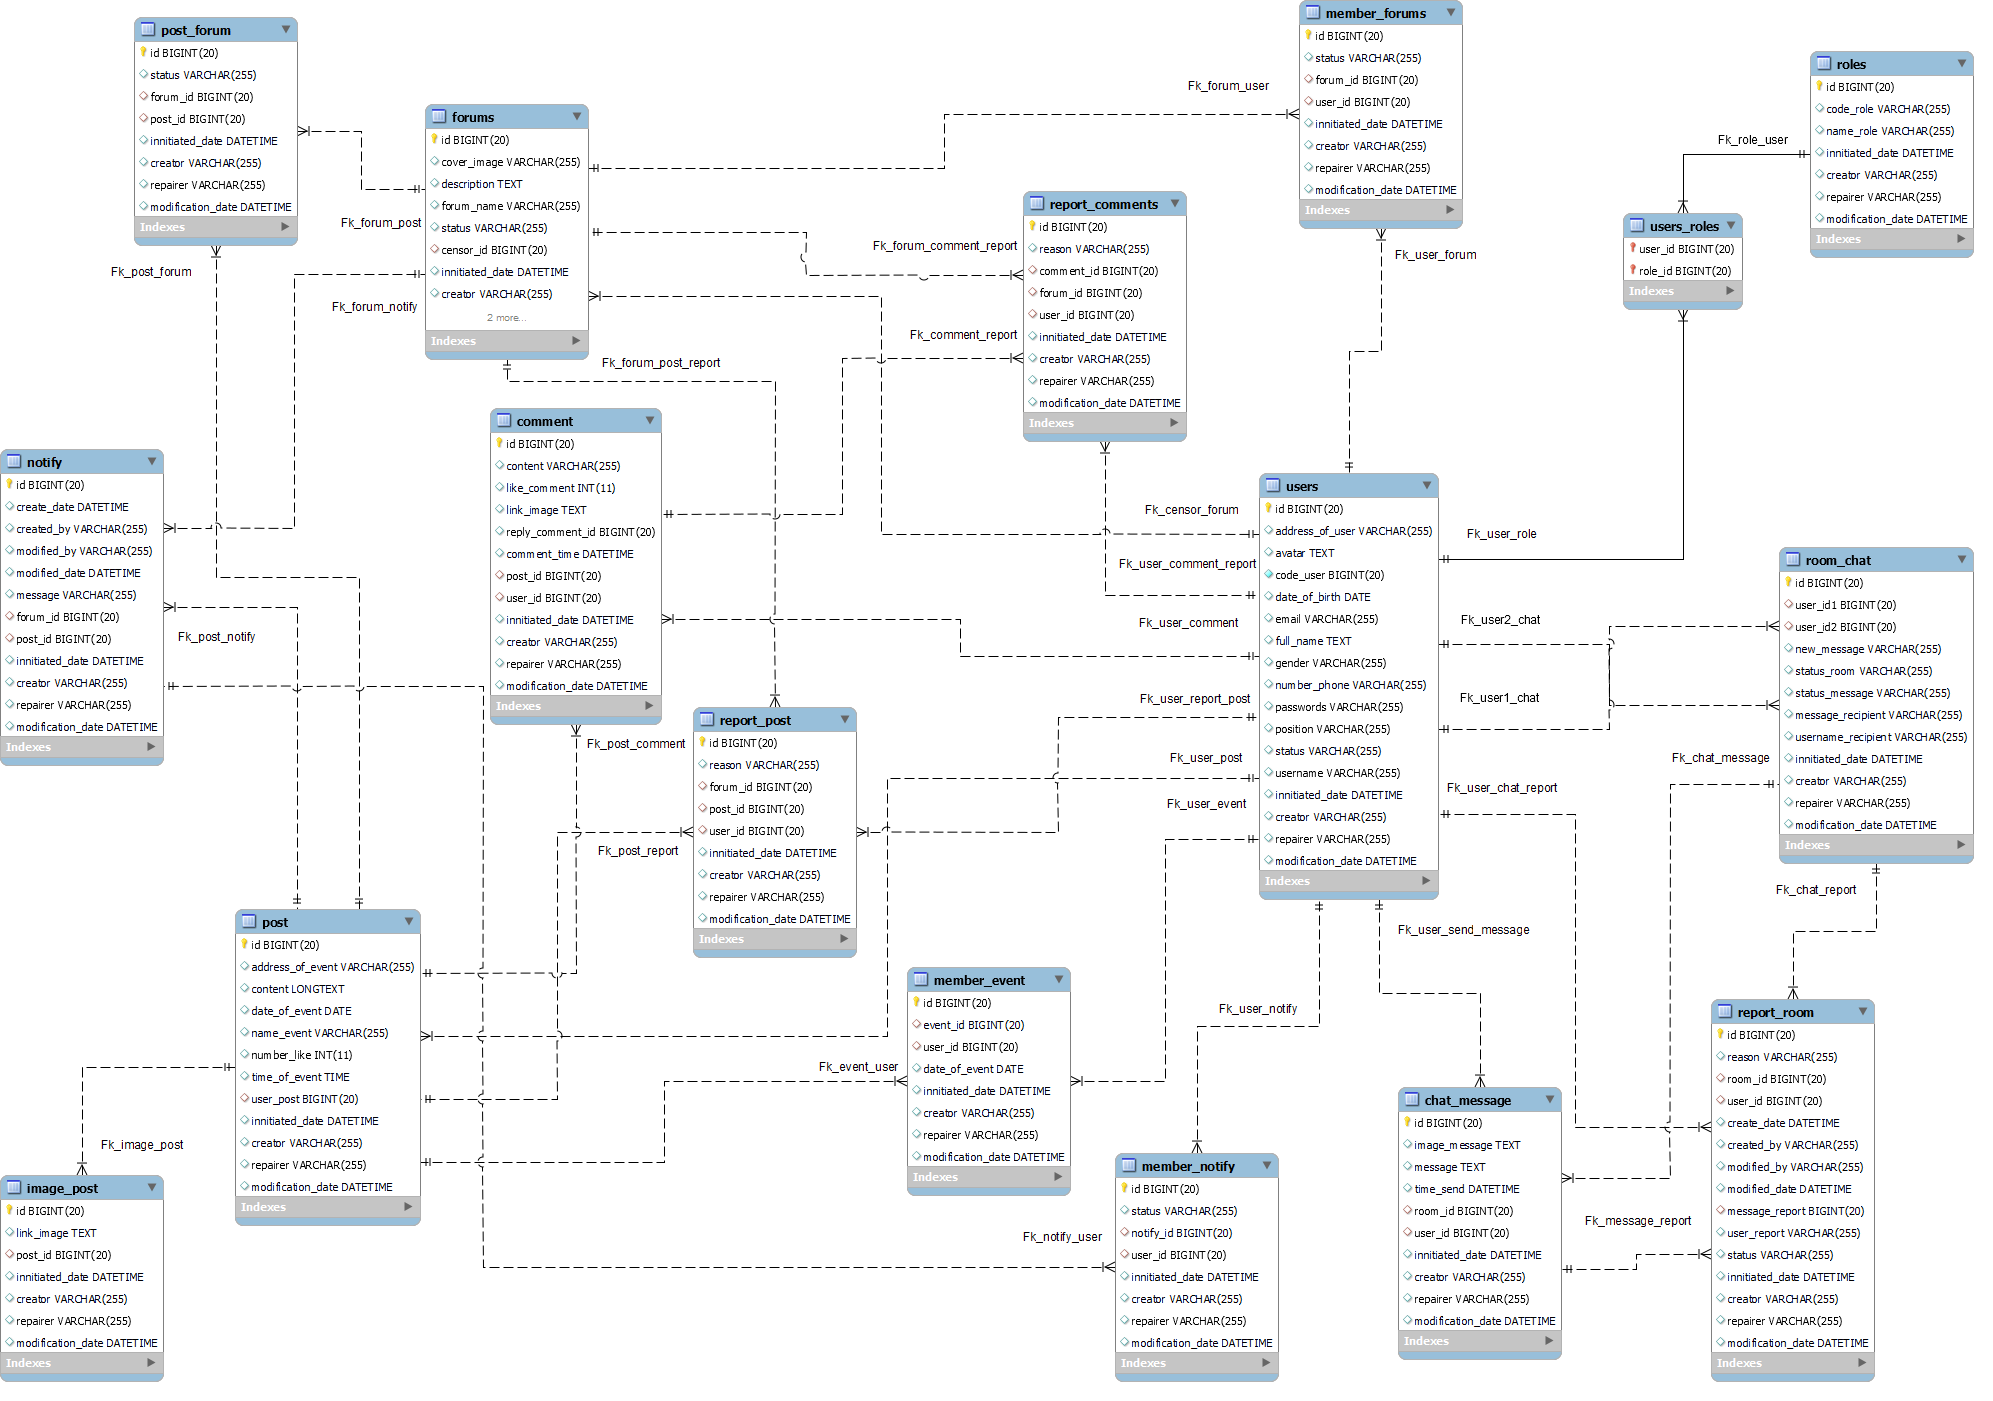 post_forum
id BIGINT(20)
status VARCHAR(255)
forum_id BIGINT(20)
post_id BIGINT(20)
innitiated_date DATETIME
creator VARCHAR(255)
repairer VARCHAR(255)
modification_date DATETIME
Indexes
forums
id BIGINT(20)
cover_image VARCHAR(255)
description TEXT
forum_name VARCHAR(255)
status VARCHAR(255)
censor_id BIGINT(20)
innitiated_date DATETIME
creator VARCHAR(255)
2 more...
Indexes
member_forums
id BIGINT(20)
status VARCHAR(255)
forum_id BIGINT(20)
user_id BIGINT(20)
innitiated_date DATETIME
creator VARCHAR(255)
repairer VARCHAR(255)
modification_date DATETIME
Indexes
roles
id BIGINT(20)
code_role VARCHAR(255)
name_role VARCHAR(255)
innitiated_date DATETIME
creator VARCHAR(255)
repairer VARCHAR(255)
modification_date DATETIME
Indexes
users_roles
user_id BIGINT(20)
role_id BIGINT(20)
Indexes
report_comments
id BIGINT(20)
reason VARCHAR(255)
comment_id BIGINT(20)
forum_id BIGINT(20)
user_id BIGINT(20)
innitiated_date DATETIME
creator VARCHAR(255)
repairer VARCHAR(255)
modification_date DATETIME
Indexes
Fk_forum_user
Fk_role_user
Fk_forum_post
Fk_forum_comment_report
Fk_user_forum
Fk_post_forum
Fk_forum_notify
Fk_comment_report
Fk_forum_post_report
notify
id BIGINT(20)
create_date DATETIME
created_by VARCHAR(255)
modified_by VARCHAR(255)
modified_date DATETIME
message VARCHAR(255)
forum_id BIGINT(20)
post_id BIGINT(20)
innitiated_date DATETIME
creator VARCHAR(255)
repairer VARCHAR(255)
modification_date DATETIME
Indexes
comment
id BIGINT(20)
content VARCHAR(255)
like_comment INT(11)
link_image TEXT
reply_comment_id BIGINT(20)
comment_time DATETIME
post_id BIGINT(20)
user_id BIGINT(20)
innitiated_date DATETIME
creator VARCHAR(255)
repairer VARCHAR(255)
modification_date DATETIME
Indexes
users
id BIGINT(20)
address_of_user VARCHAR(255)
avatar TEXT
code_user BIGINT(20)
date_of_birth DATE
email VARCHAR(255)
full_name TEXT
gender VARCHAR(255)
number_phone VARCHAR(255)
passwords VARCHAR(255)
position VARCHAR(255)
status VARCHAR(255)
username VARCHAR(255)
innitiated_date DATETIME
creator VARCHAR(255)
repairer VARCHAR(255)
modification_date DATETIME
Indexes
room_chat
id BIGINT(20)
user_id1 BIGINT(20)
user_id2 BIGINT(20)
new_message VARCHAR(255)
status_room VARCHAR(255)
status_message VARCHAR(255)
message_recipient VARCHAR(255)
username_recipient VARCHAR(255)
innitiated_date DATETIME
creator VARCHAR(255)
repairer VARCHAR(255)
modification_date DATETIME
Indexes
Fk_censor_forum
Fk_user_role
Fk_user_comment_report
Fk_user_comment
Fk_user2_chat
Fk_post_notify
Fk_user_report_post
Fk_user1_chat
Fk_post_comment
Fk_user_post
Fk_chat_message
Fk_user_event
Fk_user_chat_report
Fk_post_report
Fk_chat_report
Fk_user_send_message
report_post
id BIGINT(20)
reason VARCHAR(255)
forum_id BIGINT(20)
post_id BIGINT(20)
user_id BIGINT(20)
innitiated_date DATETIME
creator VARCHAR(255)
repairer VARCHAR(255)
modification_date DATETIME
Indexes
post
id BIGINT(20)
address_of_event VARCHAR(255)
content LONGTEXT
date_of_event DATE
name_event VARCHAR(255)
number_like INT(11)
time_of_event TIME
user_post BIGINT(20)
innitiated_date DATETIME
creator VARCHAR(255)
repairer VARCHAR(255)
modification_date DATETIME
Indexes
member_event
id BIGINT(20)
event_id BIGINT(20)
user_id BIGINT(20)
date_of_event DATE
innitiated_date DATETIME
creator VARCHAR(255)
repairer VARCHAR(255)
modification_date DATETIME
Indexes
Fk_user_notify
Fk_event_user
Fk_image_post
Fk_notify_user
Fk_message_report
report_room
id BIGINT(20)
reason VARCHAR(255)
room_id BIGINT(20)
user_id BIGINT(20)
create_date DATETIME
created_by VARCHAR(255)
modified_by VARCHAR(255)
modified_date DATETIME
message_report BIGINT(20)
user_report VARCHAR(255)
status VARCHAR(255)
innitiated_date DATETIME
creator VARCHAR(255)
repairer VARCHAR(255)
modification_date DATETIME
Indexes
chat_message
id BIGINT(20)
image_message TEXT
message TEXT
time_send DATETIME
room_id BIGINT(20)
user_id BIGINT(20)
innitiated_date DATETIME
creator VARCHAR(255)
repairer VARCHAR(255)
modification_date DATETIME
Indexes
member_notify
id BIGINT(20)
status VARCHAR(255)
notify_id BIGINT(20)
user_id BIGINT(20)
innitiated_date DATETIME
creator VARCHAR(255)
repairer VARCHAR(255)
modification_date DATETIME
Indexes
image_post
id BIGINT(20)
link_image TEXT
post_id BIGINT(20)
innitiated_date DATETIME
creator VARCHAR(255)
repairer VARCHAR(255)
modification_date DATETIME
Indexes